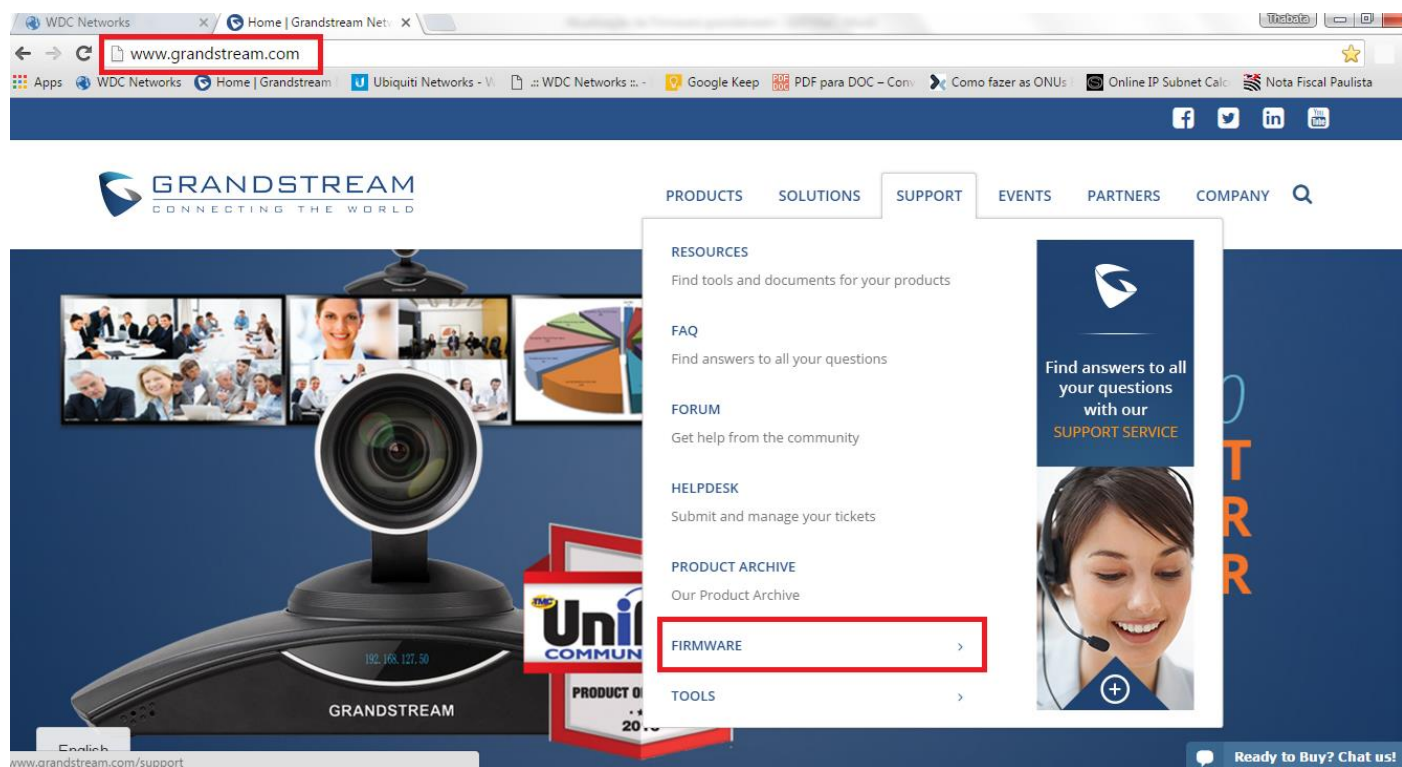 WDC Networks
Home | Grandstream Net
Thabata
www.grandstream.com
Apps WDC Networks Home | Grandstream Ubiquiti Networks - W .:: WDC Networks ::. - Google Keep PDF para DOC – Conv Como fazer as ONUs Online IP Subnet Calc Nota Fiscal Paulista
GRANDSTREAM
CONNECTING THE WORLD
PRODUCTS SOLUTIONS SUPPORT EVENTS PARTNERS COMPANY
RESOURCES
Find tools and documents for your products
FAQ
Find answers to all your questions
FORUM
Get help from the community
HELPDESK
Submit and manage your tickets
PRODUCT ARCHIVE
Our Product Archive
FIRMWARE
TOOLS
Find answers to all
your questions
with our
SUPPORT SERVICE
T
R
R
192.168.127.50
GRANDSTREAM
TMC
Unif
COMMUN
PRODUCT O
20
English
www.grandstream.com/support
Ready to Buy? Chat us!